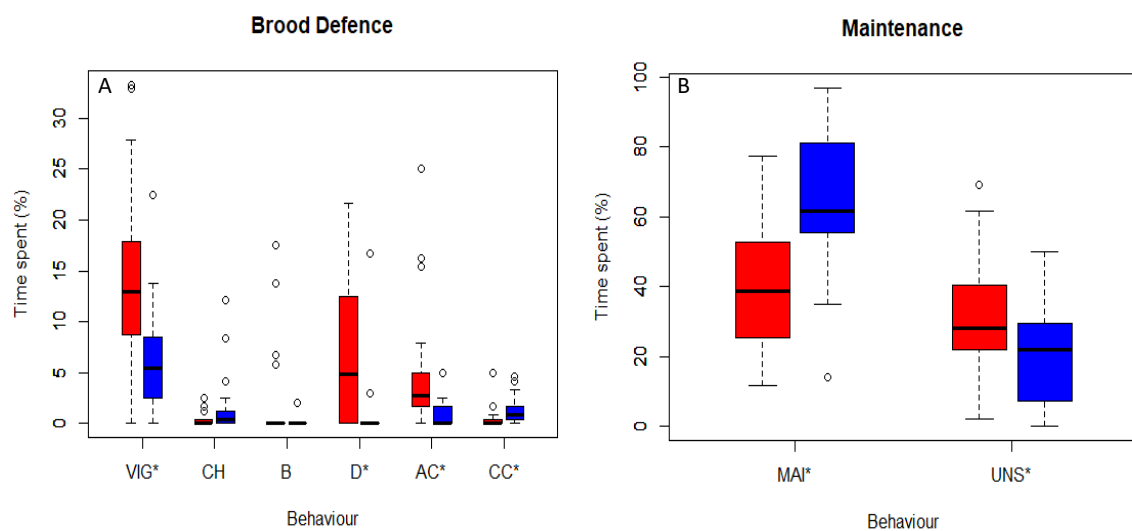 Brood Defence
A
Time spent (%)
0 5 10 15 20 25 30
VIG* CH B D* AC* CC*
Behaviour
Maintenance
B
Time spent (%)
0 20 40 60 80 100
MAI* UNS*
Behaviour